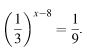 (1/3)^(x−8) = 1/9.